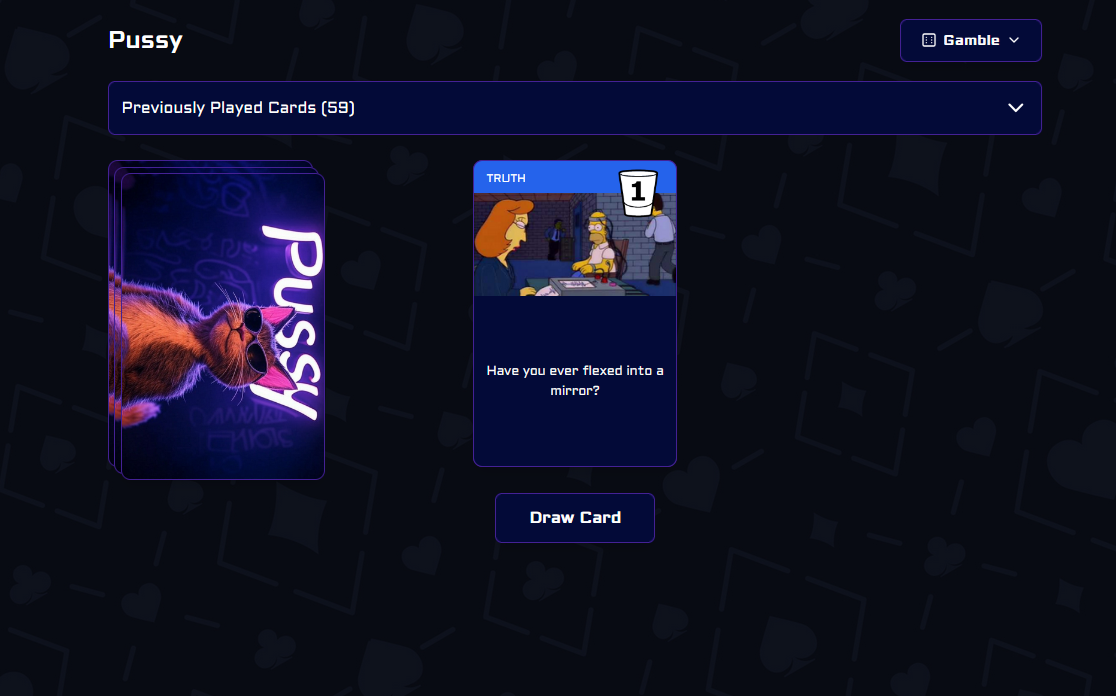 Pussy
Gamble
Previously Played Cards (59)
Pussy
TRUTH
1
Have you ever flexed into a
mirror?
Draw Card